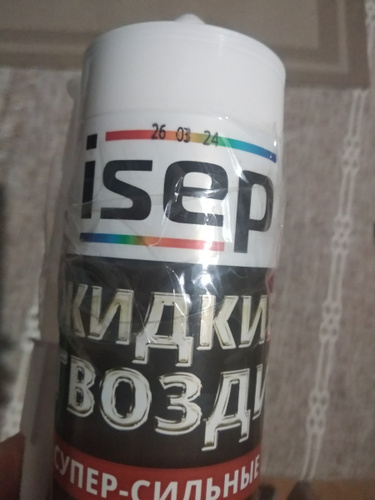 26 03 24
isep
ЖИДКИ
ГВОЗДИ
СУПЕР-СИЛЬНЫЕ